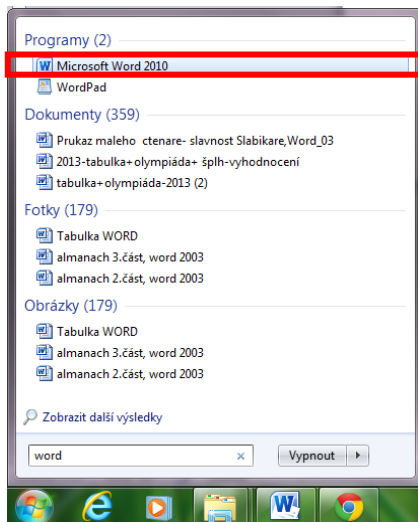 Programy (2)
Microsoft Word 2010
WordPad
Dokumenty (359)
Prukaz maleho ctenare- slavnost Slabikare,Word_03
2013-tabulka+olympiáda+ šplh-vyhodnocení
tabulka+olympiáda-2013 (2)
Fotky (179)
Tabulka WORD
almanach 3.část, word 2003
almanach 2.část, word 2003
Obrázky (179)
Tabulka WORD
almanach 3.část, word 2003
almanach 2.část, word 2003
Zobrazit další výsledky
word
Vypnout